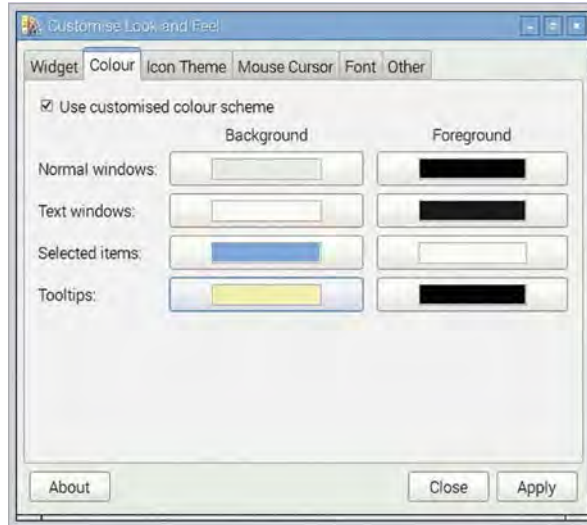 Customise Look and Feel
Widget Colour Icon Theme Mouse Cursor Font Other
Use customised colour scheme
Background Foreground
Normal windows:
Text windows:
Selected items:
Tooltips:
About Close Apply